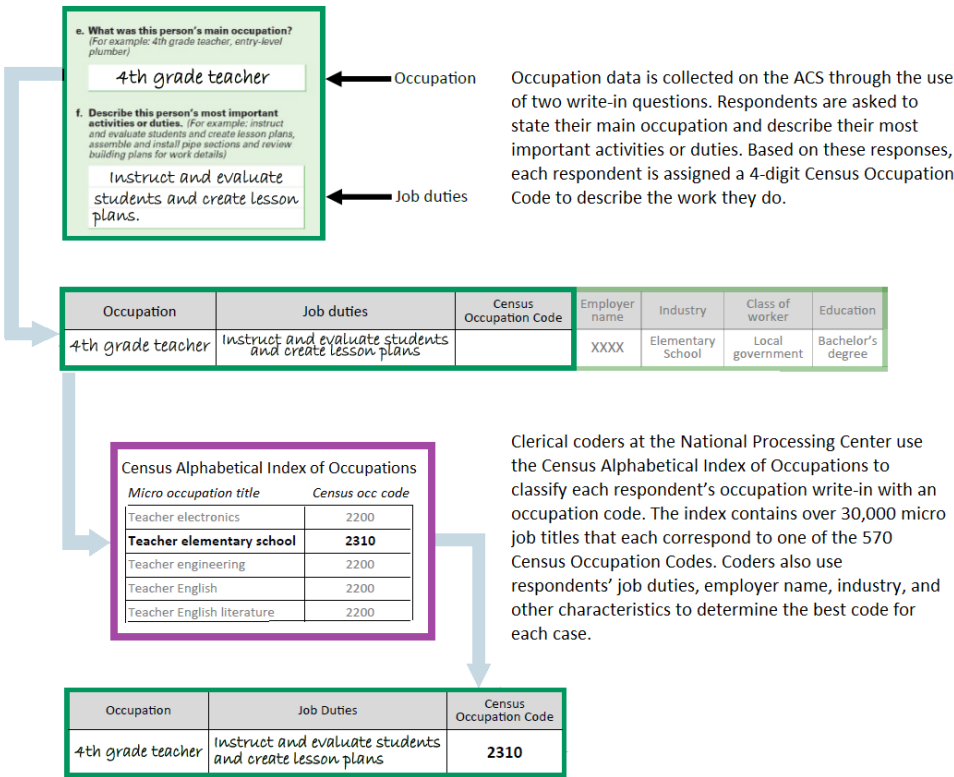 e. What was this person's main occupation?
(For example: 4th grade teacher, entry-level
plumber)
4th grade teacher
Occupation
f. Describe this person's most important
activities or duties. (For example: instruct
and evaluate students and create lesson plans,
assemble and install pipe sections and review
building plans for work details)
Instruct and evaluate
students and create lesson
plans.
Job duties
Occupation data is collected on the ACS through the use
of two write-in questions. Respondents are asked to
state their main occupation and describe their most
important activities or duties. Based on these responses,
each respondent is assigned a 4-digit Census Occupation
Code to describe the work they do.
Occupation
Job duties
Census
Occupation Code
Employer
name
Industry
Class of
worker
Education
4th grade teacher
Instruct and evaluate students
and create lesson plans
XXXX
Elementary
School
Local
government
Bachelor's
degree
Census Alphabetical Index of Occupations
Micro occupation title Census occ code
Teacher electronics 2200
Teacher elementary school 2310
Teacher engineering 2200
Teacher English 2200
Teacher English literature 2200
Clerical coders at the National Processing Center use
the Census Alphabetical Index of Occupations to
classify each respondent's occupation write-in with an
occupation code. The index contains over 30,000 micro
job titles that each correspond to one of the 570
Census Occupation Codes. Coders also use
respondents' job duties, employer name, industry, and
other characteristics to determine the best code for
each case.
Occupation
Job Duties
Census
Occupation Code
4th grade teacher
Instruct and evaluate students
and create lesson plans
2310